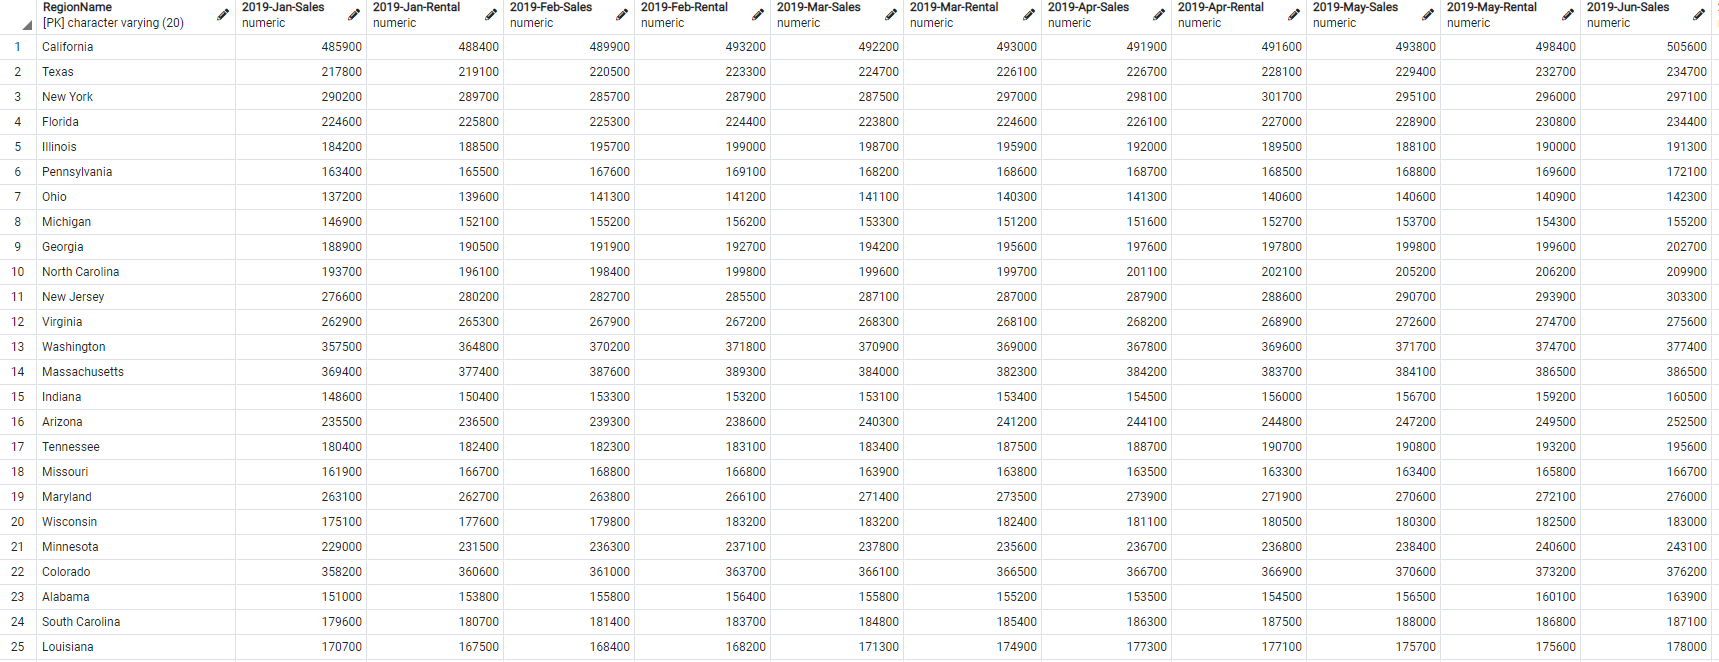 RegionName 2019-Jan-Sales 2019-Jan-Rental 2019-Feb-Sales 2019-Feb-Rental 2019-Mar-Sales 2019-Mar-Rental 2019-Apr-Sales 2019-Apr-Rental 2019-May-Sales 2019-May-Rental 2019-Jun-Sales
[PK] character varying (20) numeric numeric numeric numeric numeric numeric numeric numeric numeric numeric numeric
1 California 485900 488400 489900 493200 492200 493000 491900 491600 493800 498400 505600
2 Texas 217800 219100 220500 223300 224700 226100 226700 228100 229400 232700 234700
3 New York 290200 289700 285700 287900 287500 297000 298100 301700 295100 296000 297100
4 Florida 224600 225800 225300 224400 223800 224600 226100 227000 228900 230800 234400
5 Illinois 184200 188500 195700 199000 198700 195900 192000 189500 188100 190000 191300
6 Pennsylvania 163400 165500 167600 169100 168200 168600 168700 168500 168800 169600 172100
7 Ohio 137200 139600 141300 141200 141100 140300 141300 140600 140600 140900 142300
8 Michigan 146900 152100 155200 156200 153300 151200 151600 152700 153700 154300 155200
9 Georgia 188900 190500 191900 192700 194200 195600 197600 197800 199800 199600 202700
10 North Carolina 193700 196100 198400 199800 199600 199700 201100 202100 205200 206200 209900
11 New Jersey 276600 280200 282700 285500 287100 287000 287900 288600 290700 293900 303300
12 Virginia 262900 265300 267900 267200 268300 268100 268200 268900 272600 274700 275600
13 Washington 357500 364800 370200 371800 370900 369000 367800 369600 371700 374700 377400
14 Massachusetts 369400 377400 387600 389300 384000 382300 384200 383700 384100 386500 386500
15 Indiana 148600 150400 153300 153200 153100 153400 154500 156000 156700 159200 160500
16 Arizona 235500 236500 239300 238600 240300 241200 244100 244800 247200 249500 252500
17 Tennessee 180400 182400 182300 183100 183400 187500 188700 190700 190800 193200 195600
18 Missouri 161900 166700 168800 166800 163900 163800 163500 163300 163400 165800 166700
19 Maryland 263100 262700 263800 266100 271400 273500 273900 271900 270600 272100 276000
20 Wisconsin 175100 177600 179800 183200 183200 182400 181100 180500 180300 182500 183000
21 Minnesota 229000 231500 236300 237100 237800 235600 236700 236800 238400 240600 243100
22 Colorado 358200 360600 361000 363700 366100 366500 366700 366900 370600 373200 376200
23 Alabama 151000 153800 155800 156400 155800 155200 153500 154500 156500 160100 163900
24 South Carolina 179600 180700 181400 183700 184800 185400 186300 187500 188000 186800 187100
25 Louisiana 170700 167500 168400 168200 171300 174900 177300 177100 175700 175600 178000